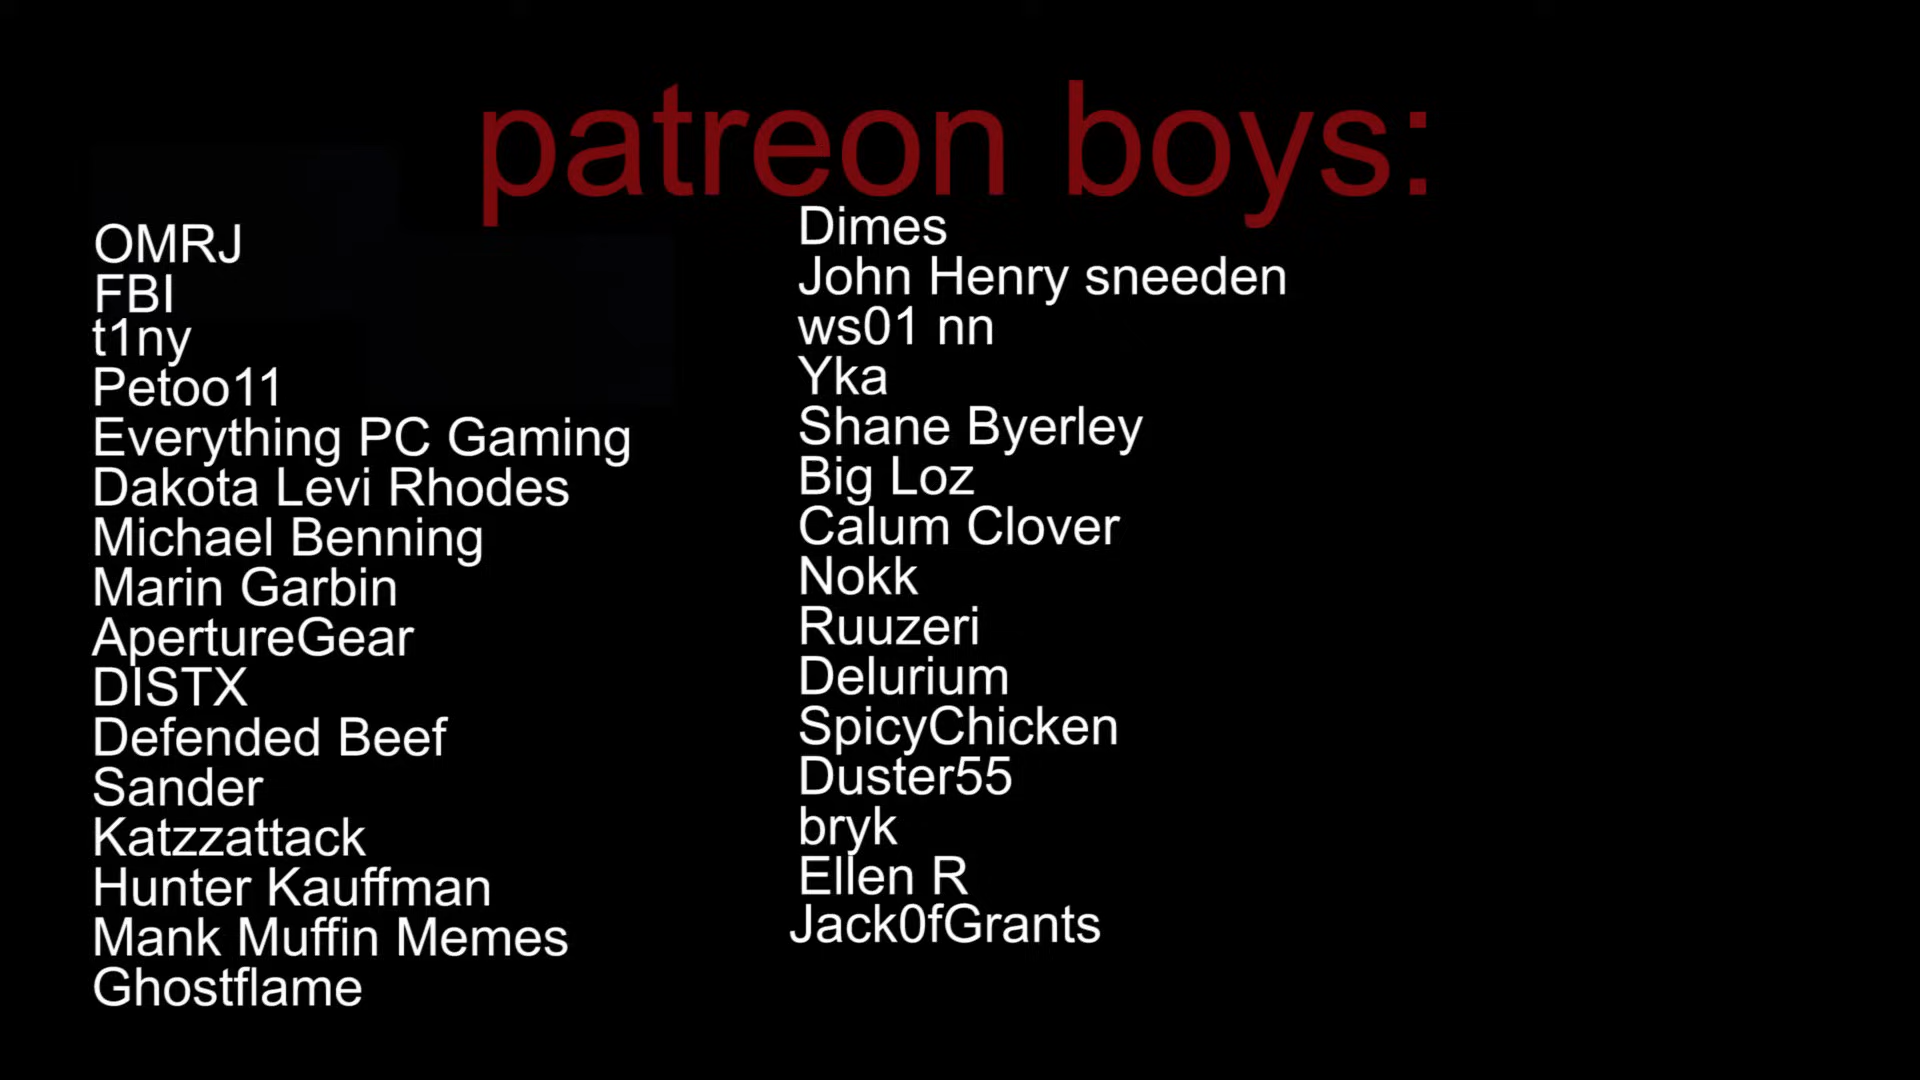 patreon boys:
OMRJ
FBI
t1ny
Petoo11
Everything PC Gaming
Dakota Levi Rhodes
Michael Benning
Marin Garbin
ApertureGear
DISTX
Defended Beef
Sander
Katzzattack
Hunter Kauffman
Mank Muffin Memes
Ghostflame
Dimes
John Henry sneeden
ws01 nn
Yka
Shane Byerley
Big Loz
Calum Clover
Nokk
Ruuzeri
Delurium
SpicyChicken
Duster55
bryk
Ellen R
Jack0fGrants